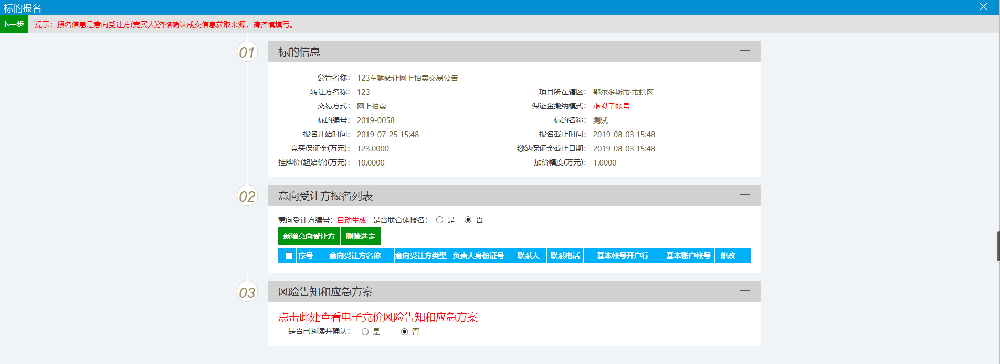 标的报名
下一步 提示：报名信息是意向受让方(竟买人)资格确认成交信息获取来源，请谨慎填写。
01 标的信息
公告名称： 123车辆转让网上拍卖交易公告
转让方名称： 123 项目所在辖区： 鄂尔多斯市·市辖区
交易方式： 网上拍卖 保证金缴纳模式： 虚拟子帐号
标的编号： 2019-0058 标的名称： 测试
报名开始时间： 2019-07-25 15:48 报名截止时间： 2019-08-03 15:48
竟买保证金(万元)： 123.0000 缴纳保证金截止日期： 2019-08-03 15:48
挂牌价(起始价)(万元)： 10.0000 加价幅度(万元)： 1.0000
02 意向受让方报名列表
意向受让方编号：自动生成 是否联合体报名： 是 否
新增意向受让方 删除选定
序号 意向受让方名称 意向受让方类型 负责人身份证号 联系人 联系电话 基本帐号开户行 基本账户帐号 修改
03 风险告知和应急方案
点击此处查看电子竞价风险告知和应急方案
是否已阅读并确认： 是 否